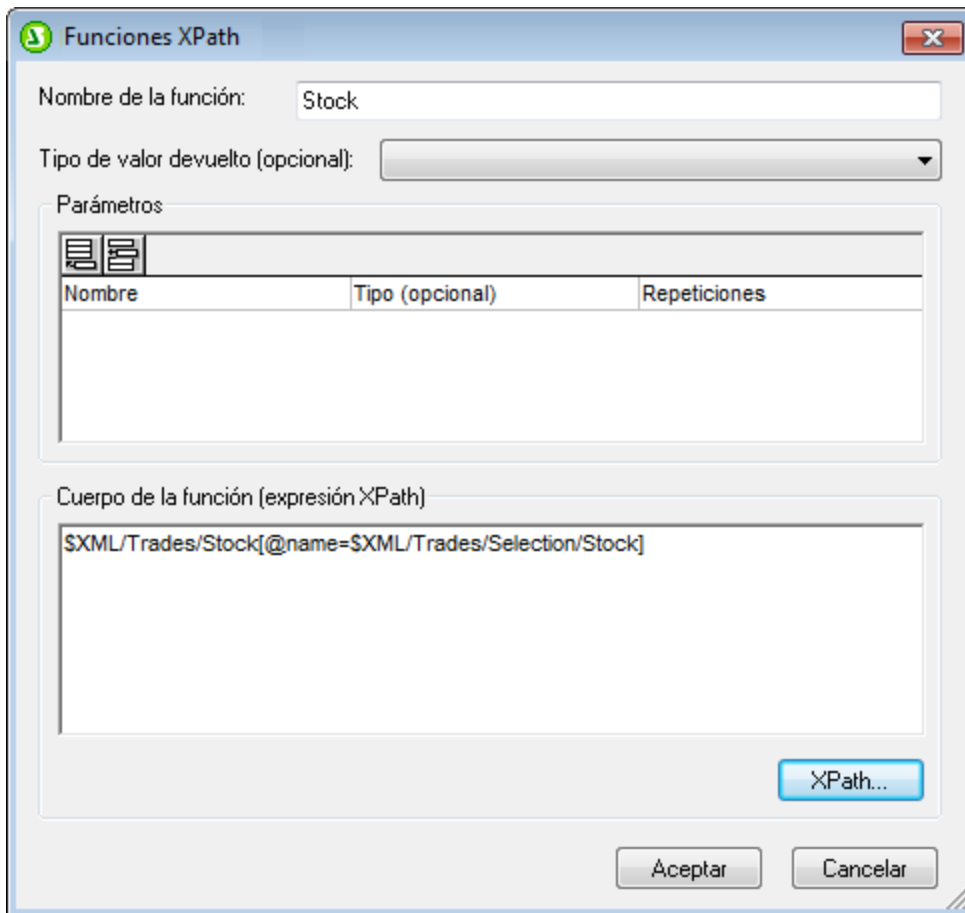 Funciones XPath
Nombre de la función: Stock
Tipo de valor devuelto (opcional):
Parámetros
Nombre Tipo (opcional) Repeticiones
Cuerpo de la función (expresión XPath)
$XML/Trades/Stock[@name=$XML/Trades/Selection/Stock]
XPath...
Aceptar Cancelar